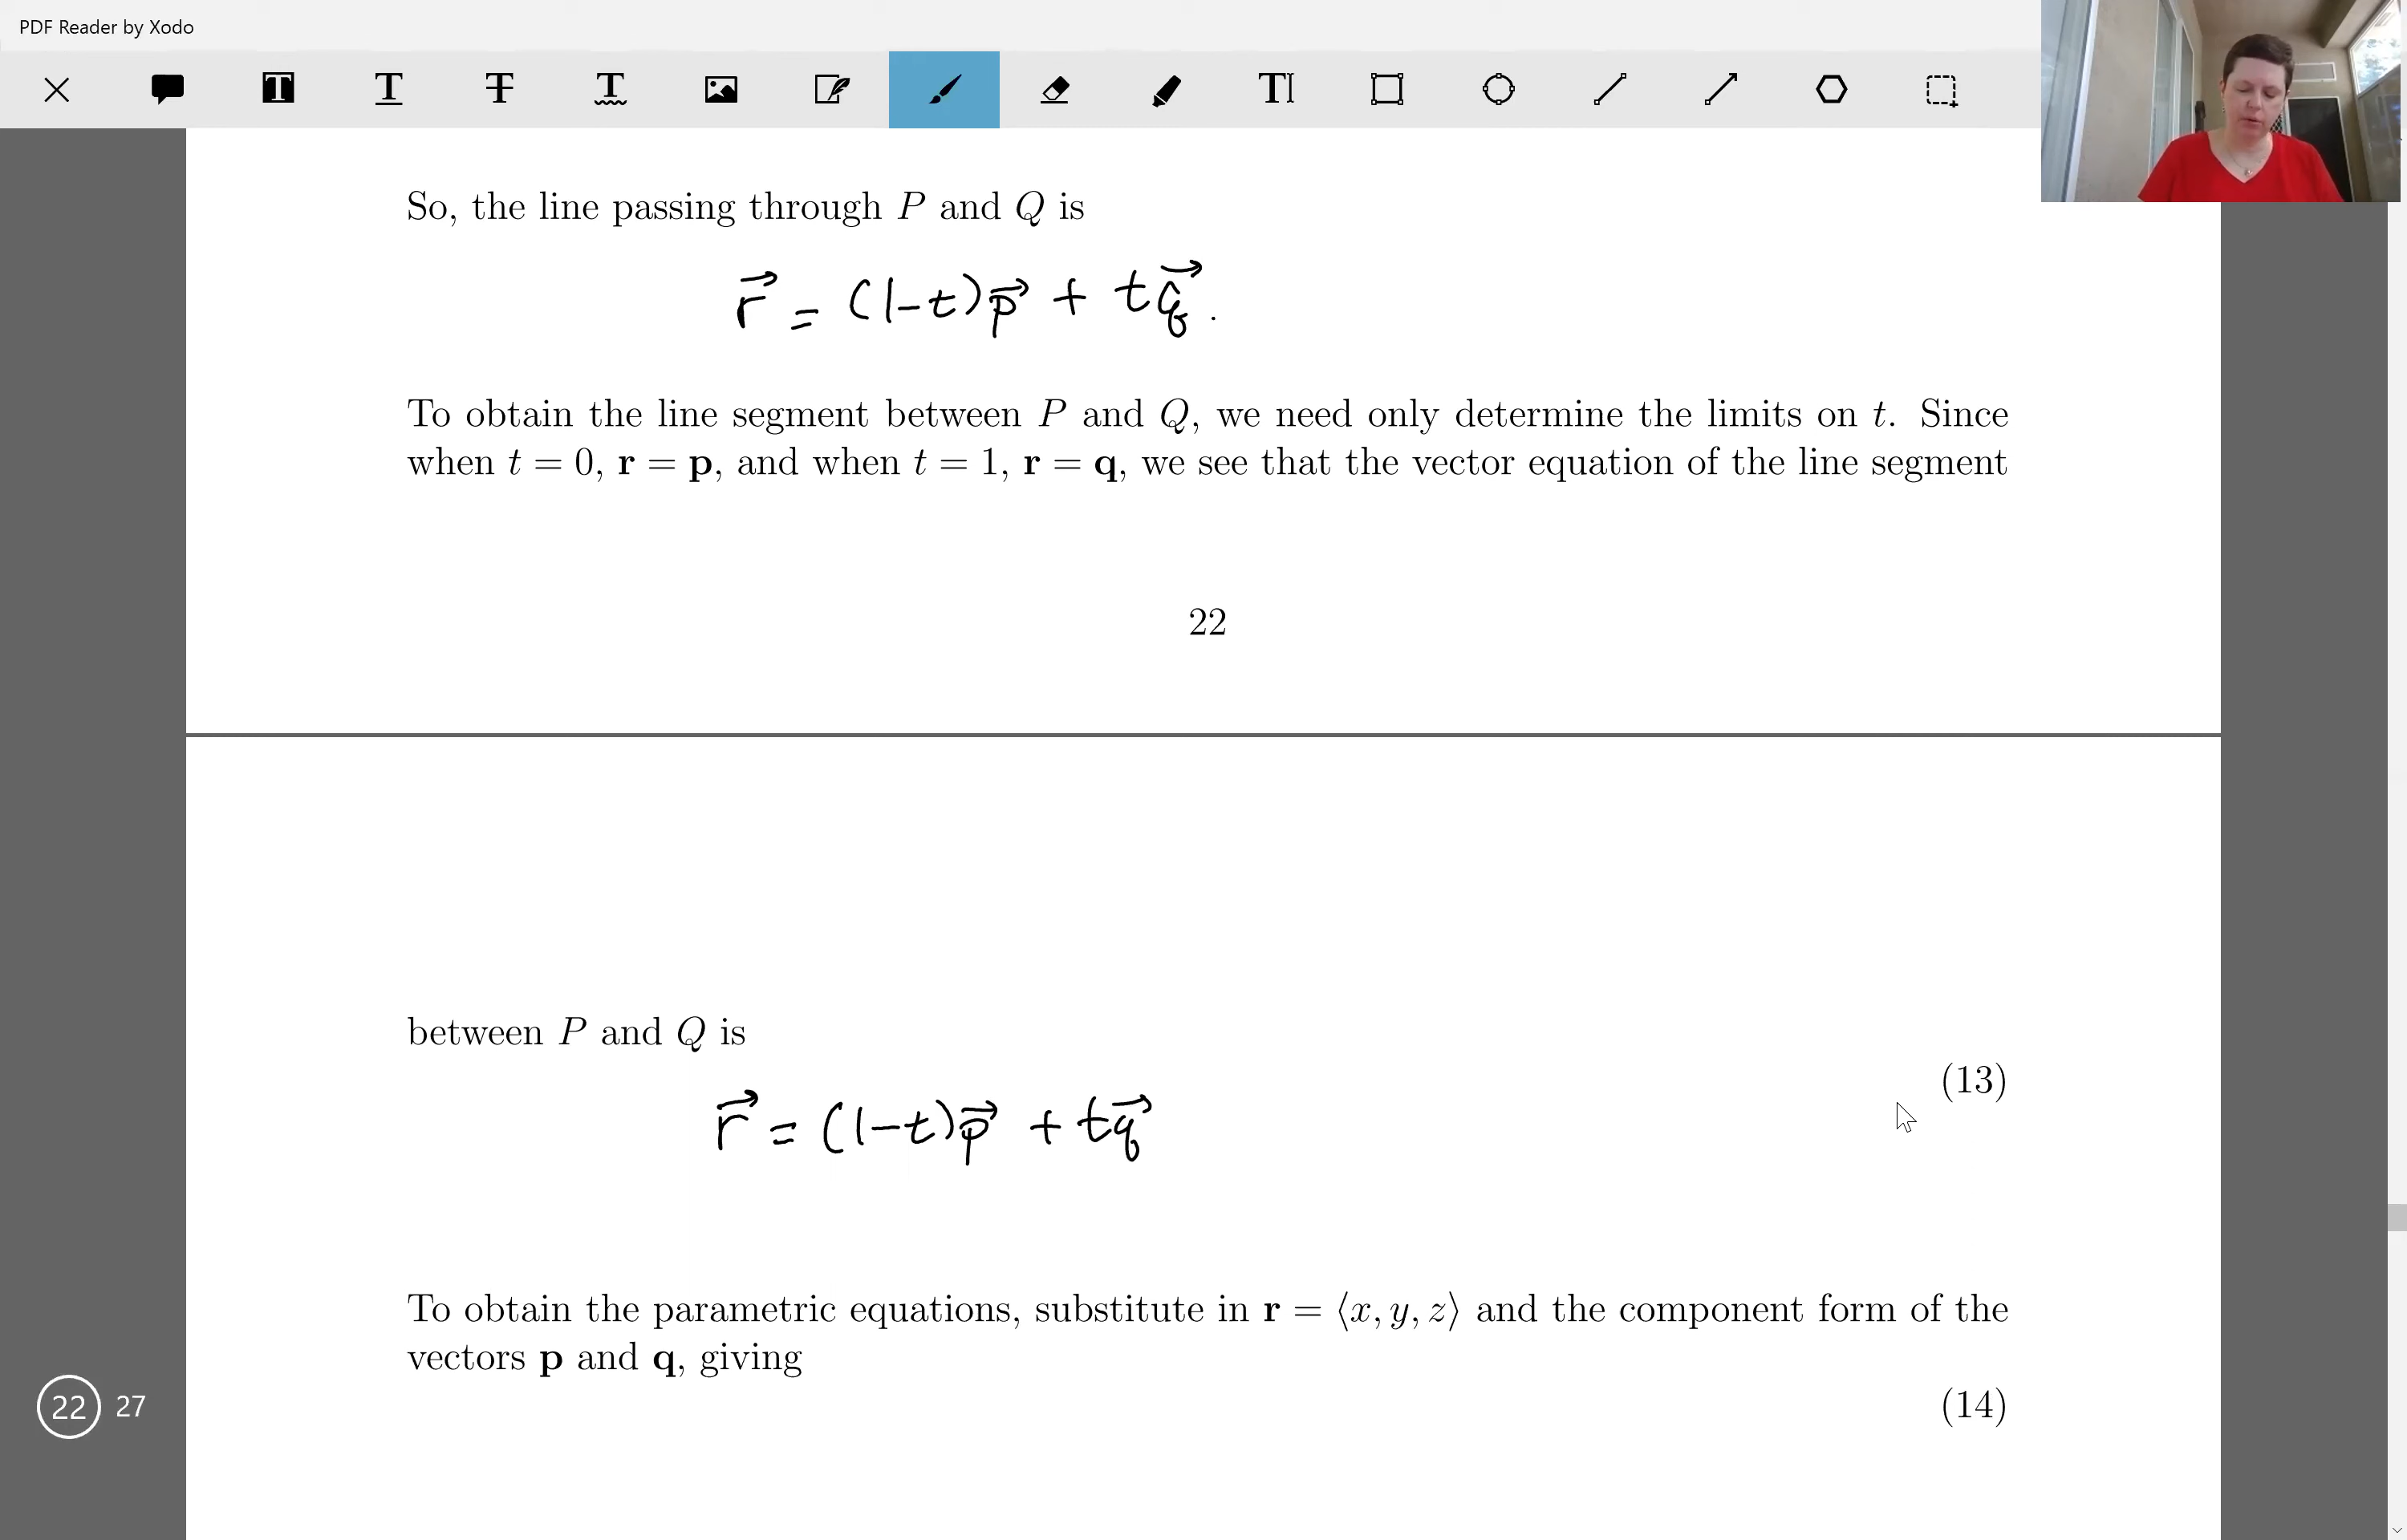 PDF Reader by Xodo
So, the line passing through P and Q is
r⃗ = (1-t)p⃗ + tq⃗.
To obtain the line segment between P and Q, we need only determine the limits on t. Since
when t = 0, r = p, and when t = 1, r = q, we see that the vector equation of the line segment
22
between P and Q is
(13)
r⃗ = (1-t)p⃗ + tq⃗
To obtain the parametric equations, substitute in r = ⟨x, y, z⟩ and the component form of the
vectors p and q, giving
(14)
22 27